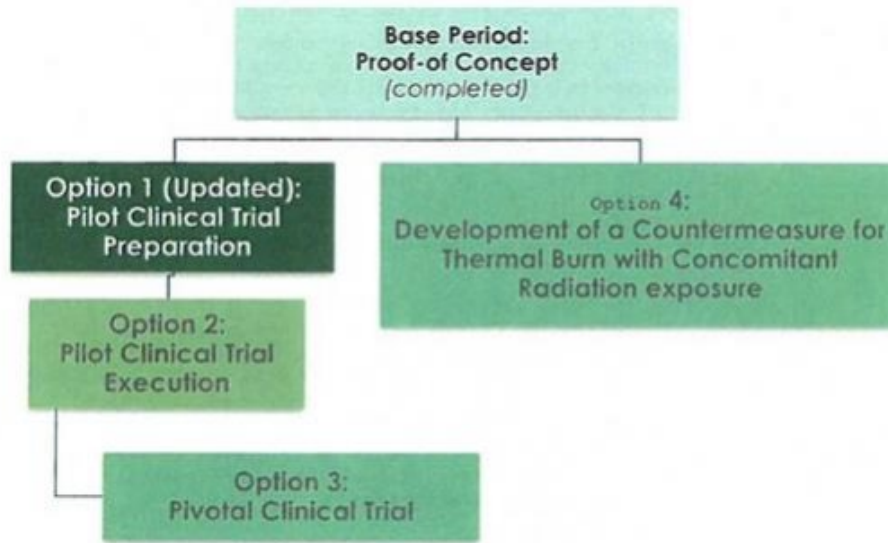 Base Period:
Proof-of Concept
(completed)
Option 1 (Updated):
Pilot Clinical Trial
Preparation
Option 4:
Development of a Countermeasure for
Thermal Burn with Concomitant
Radiation exposure
Option 2:
Pilot Clinical Trial
Execution
Option 3:
Pivotal Clinical Trial